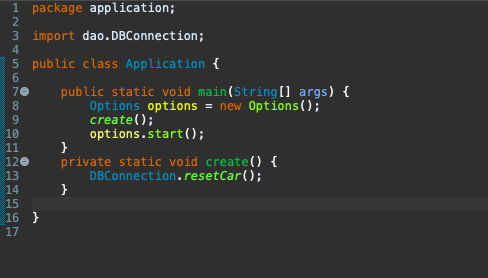 1 package application;
2
3 import dao.DBConnection;
4
5 public class Application {
6
7 public static void main(String[] args) {
8 Options options = new Options();
9 create();
10 options.start();
11 }
12 private static void create() {
13 DBConnection.resetCar();
14 }
15
16 }
17